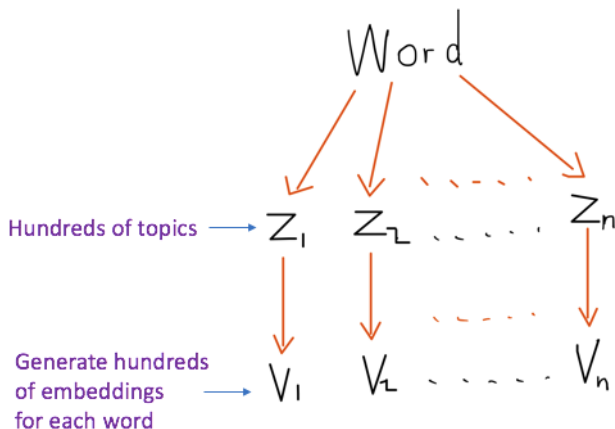 Word
Hundreds of topics Z1 Z2 ...... Zn
Generate hundreds
of embeddings V1 V2 ...... Vn
for each word